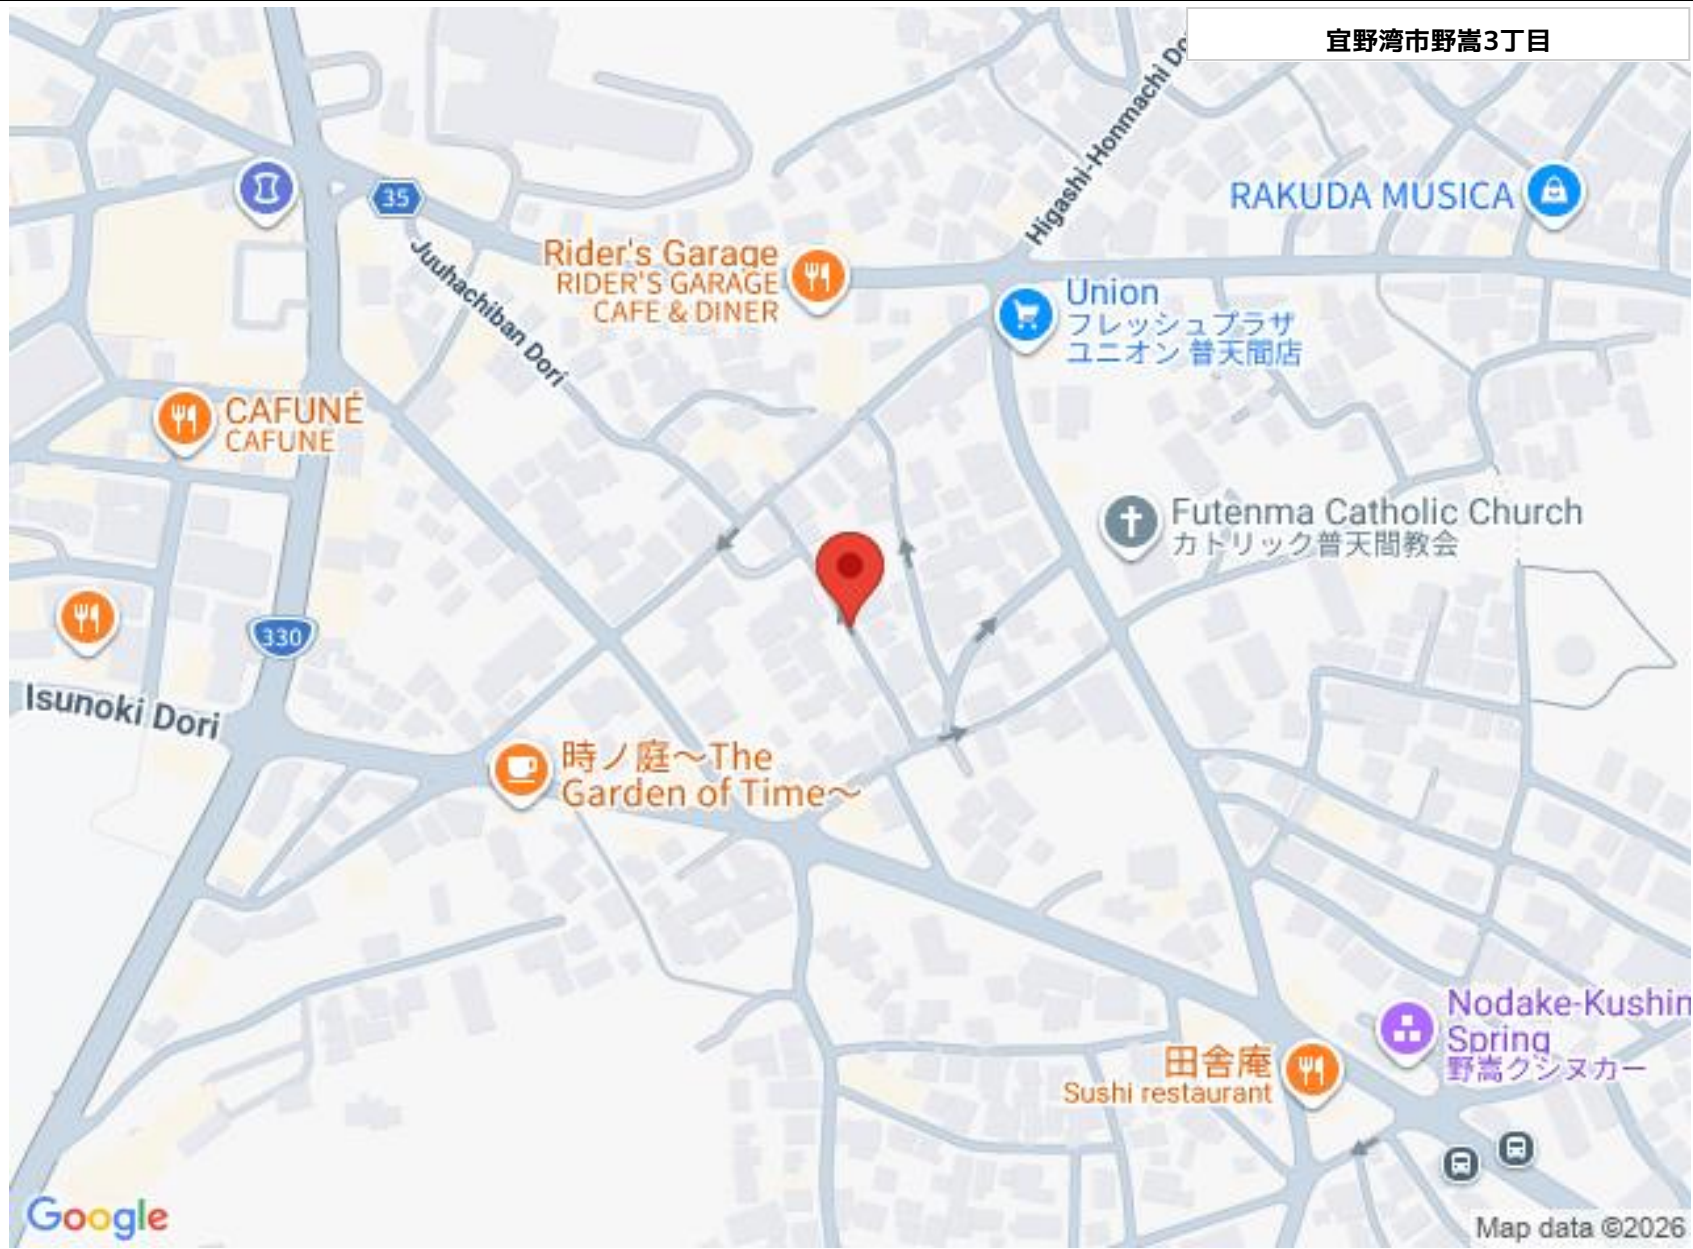 宜野湾市野嵩3丁目
Higashi-Honmachi Do
35
RAKUDA MUSICA
Juuhachiban Dori
Rider's Garage
RIDER'S GARAGE
CAFE & DINER
Union
フレッシュプラザ
ユニオン 普天間店
CAFUNÉ
CAFUNE
Futenma Catholic Church
カトリック普天間教会
330
Isunoki Dori
時ノ庭～The
Garden of Time～
Nodake-Kushin
Spring
野嵩クシヌカー
田舎庵
Sushi restaurant
Google
Map data ©2026